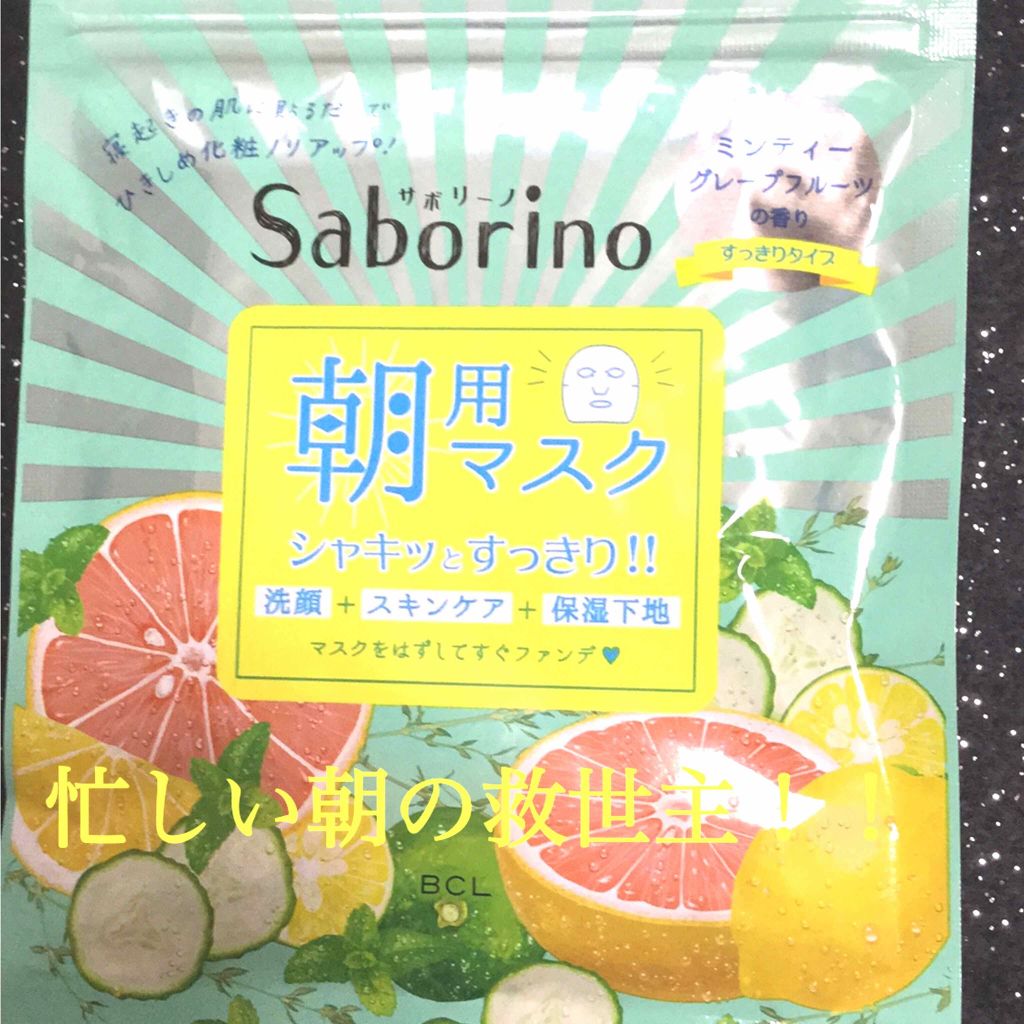 寝起きの肌に貼るだけで
ひきしめ化粧ノリアップ!
サボリーノ
Saborino
ミンティー
グレープフルーツ
の香り
すっきりタイプ
朝用マスク
シャキッとすっきり!!
洗顔 + スキンケア + 保湿下地
マスクをはずしてすぐファンデ♥
忙しい朝の救世主！！
BCL